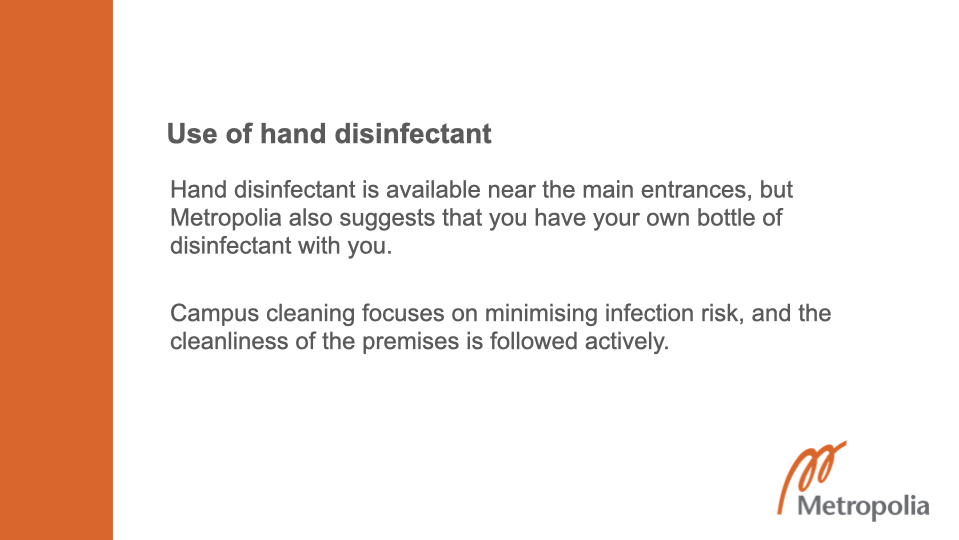 Use of hand disinfectant
Hand disinfectant is available near the main entrances, but
Metropolia also suggests that you have your own bottle of
disinfectant with you.
Campus cleaning focuses on minimising infection risk, and the
cleanliness of the premises is followed actively.
Metropolia